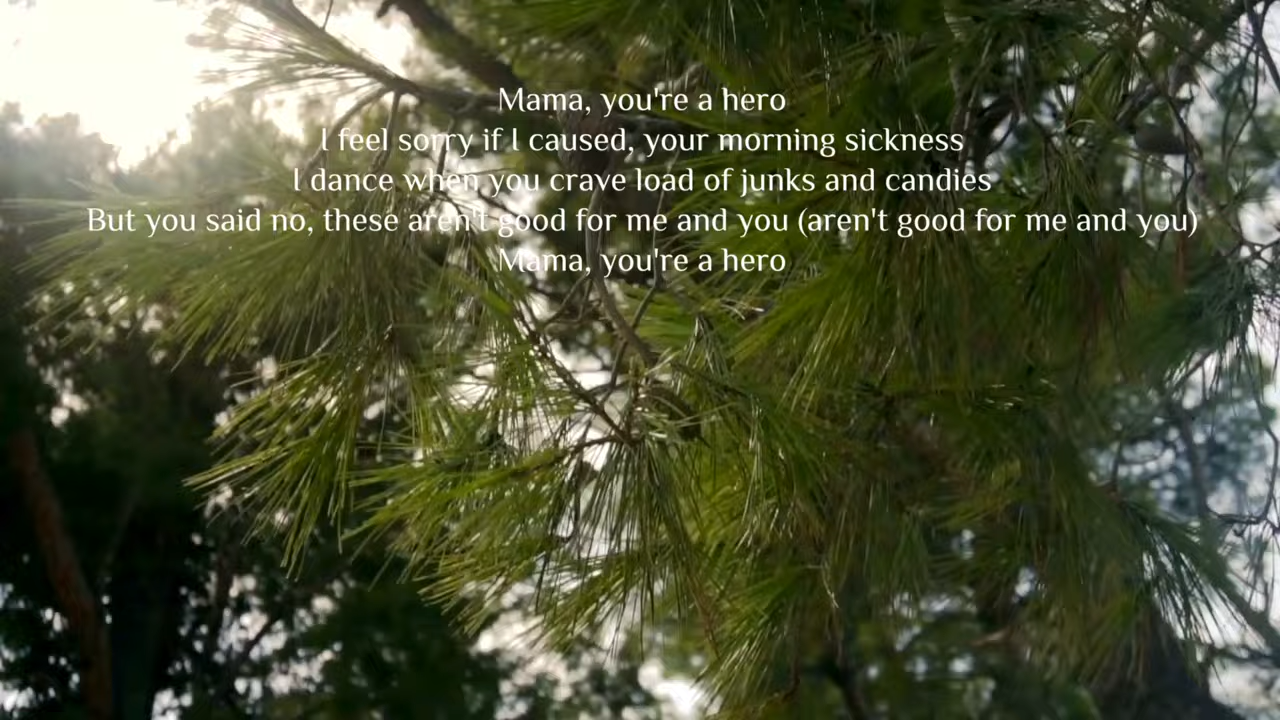 Mama, you're a hero
I feel sorry if I caused, your morning sickness
I dance when you crave load of junks and candies
But you said no, these aren't good for me and you (aren't good for me and you)
Mama, you're a hero